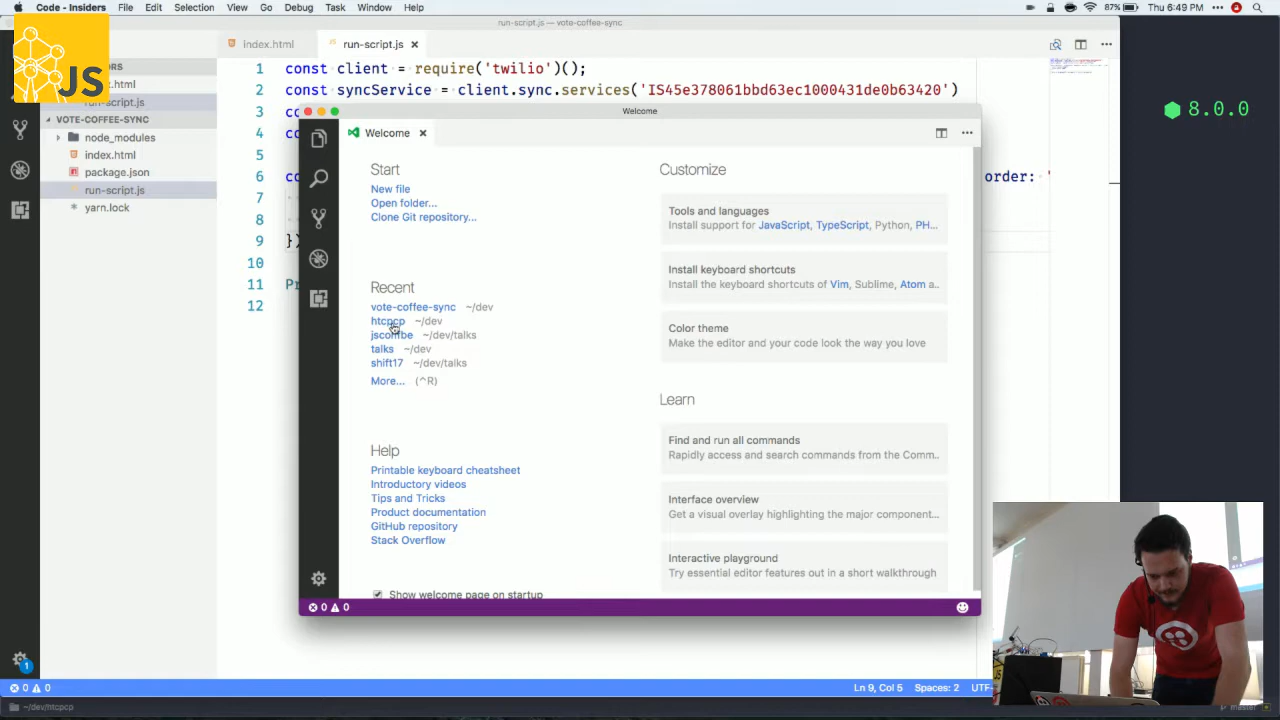 Code - Insiders File Edit Selection View Go Debug Task Window Help 87% Thu 6:49 PM
run-script.js — vote-coffee-sync
JS
index.html run-script.js
8.0.0
1 const client = require('twilio')();
2 const syncService = client.sync.services('IS45e378061bbd63ec1000431de0b63420')
3
4
5
6 order: '
7
8
9 })
10
11 Pr
12
run-script.js
VOTE-COFFEE-SYNC
node_modules
index.html
package.json
run-script.js
yarn.lock
Welcome
Welcome
Start
New file
Open folder...
Clone Git repository...
Recent
vote-coffee-sync ~/dev
htcpcp ~/dev
jscombe ~/dev/talks
talks ~/dev
shift17 ~/dev/talks
More... (^R)
Help
Printable keyboard cheatsheet
Introductory videos
Tips and Tricks
Product documentation
GitHub repository
Stack Overflow
Show welcome page on startup
Customize
Tools and languages
Install support for JavaScript, TypeScript, Python, PH...
Install keyboard shortcuts
Install the keyboard shortcuts of Vim, Sublime, Atom a..
Color theme
Make the editor and your code look the way you love
Learn
Find and run all commands
Rapidly access and search commands from the Comm..
Interface overview
Get a visual overlay highlighting the major component...
Interactive playground
Try essential editor features out in a short walkthrough
0 0
1
0 0 Ln 9, Col 5 Spaces: 2 UTF-
~/dev/htcpcp master